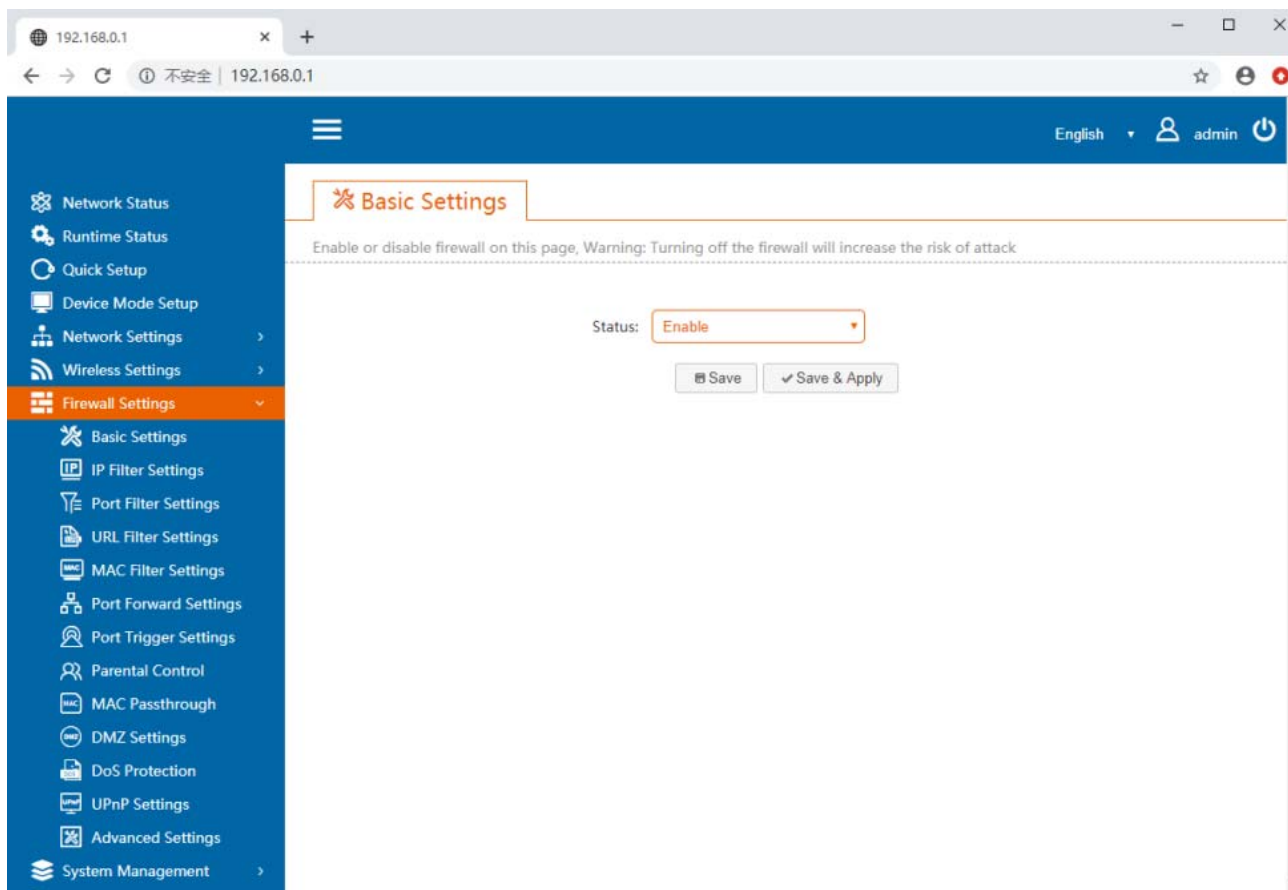 192.168.0.1
不安全 | 192.168.0.1
English admin
Network Status
Runtime Status
Quick Setup
Device Mode Setup
Network Settings
Wireless Settings
Firewall Settings
Basic Settings
IP Filter Settings
Port Filter Settings
URL Filter Settings
MAC Filter Settings
Port Forward Settings
Port Trigger Settings
Parental Control
MAC Passthrough
DMZ Settings
DoS Protection
UPnP Settings
Advanced Settings
System Management
Basic Settings
Enable or disable firewall on this page, Warning: Turning off the firewall will increase the risk of attack
Status: Enable
Save Save & Apply